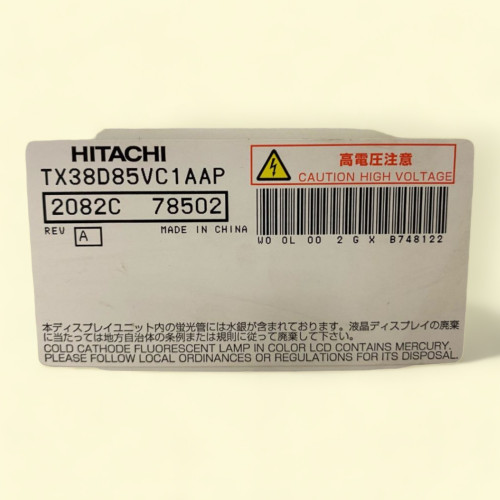 HITACHI
TX38D85VC1AAP
2082C 78502
REV A MADE IN CHINA
高電圧注意
CAUTION HIGH VOLTAGE
W0 0L 00 2 G X B748122
本ディスプレイユニット内の蛍光管には水銀が含まれております。液晶ディスプレイの廃棄
に当たっては地方自治体の条例または規則に従って廃棄して下さい。
COLD CATHODE FLUORESCENT LAMP IN COLOR LCD CONTAINS MERCURY.
PLEASE FOLLOW LOCAL ORDINANCES OR REGULATIONS FOR ITS DISPOSAL.